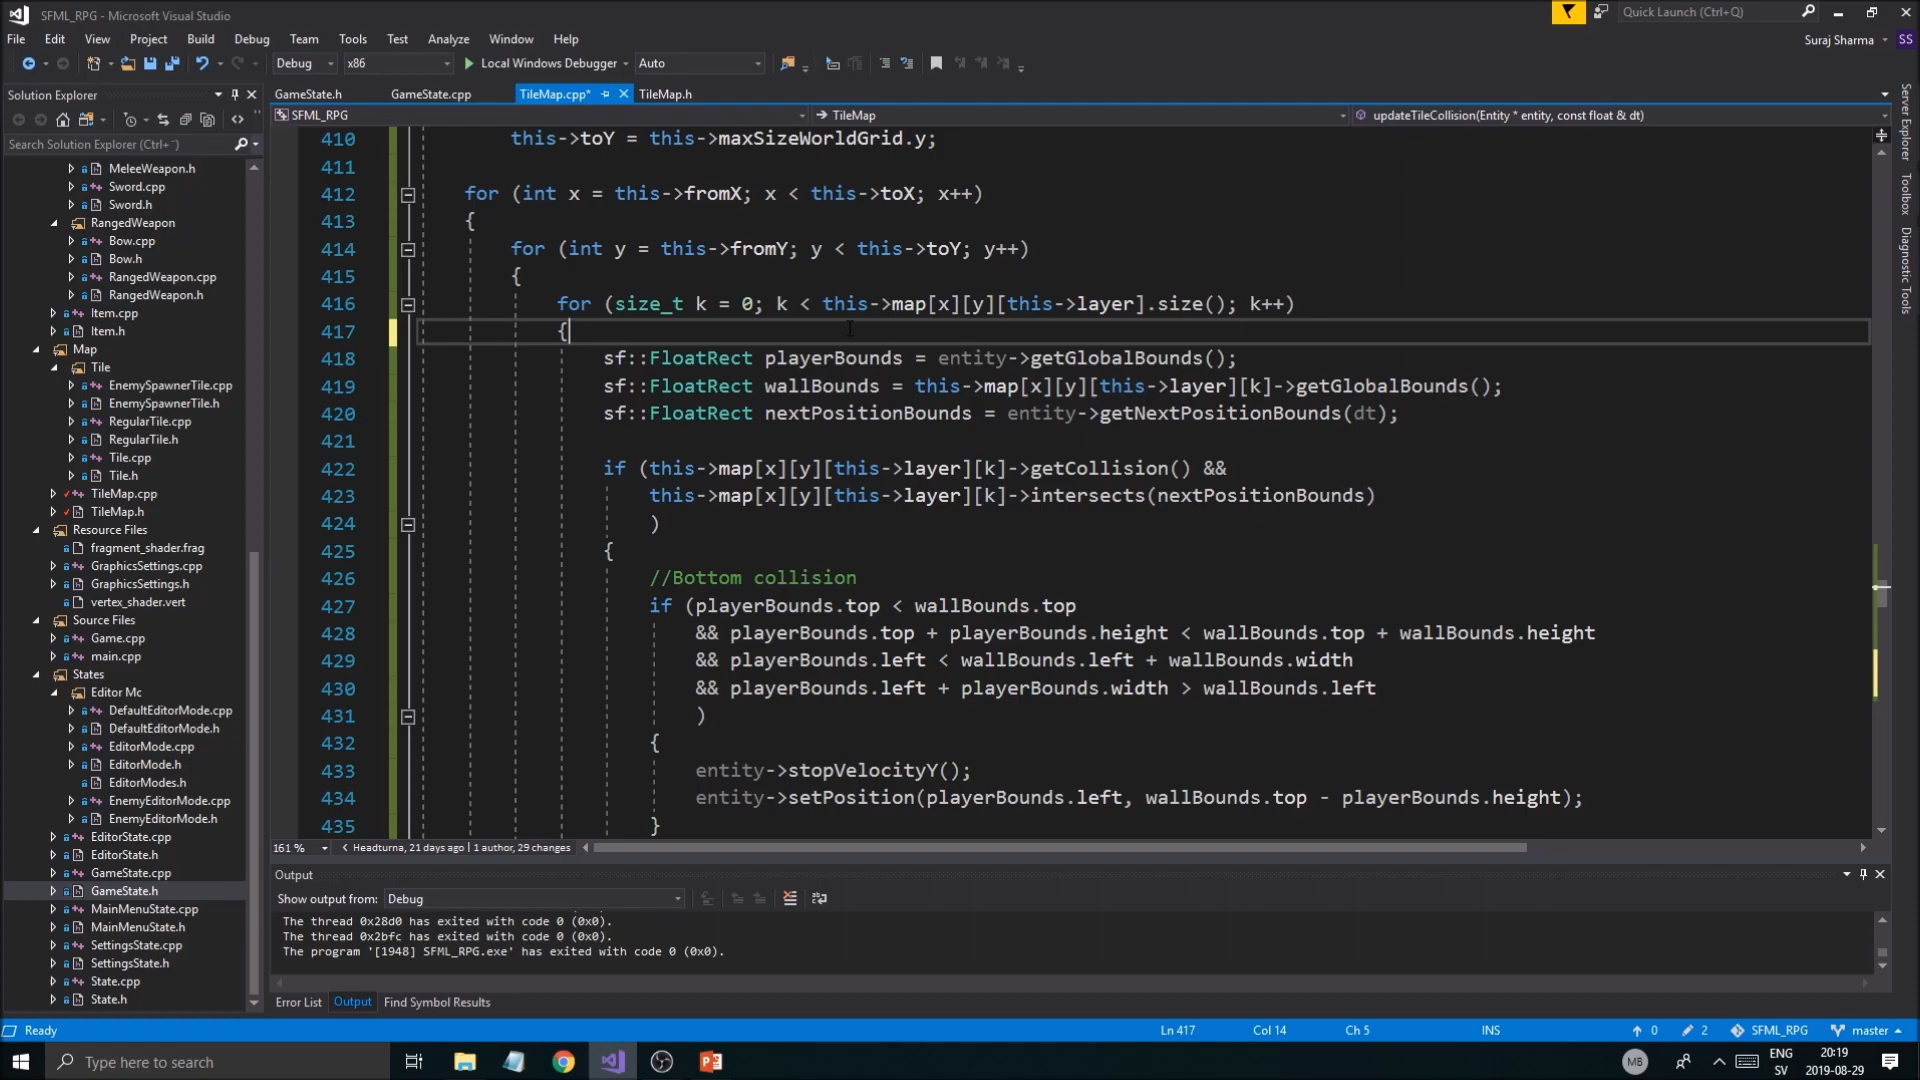 SFML_RPG - Microsoft Visual Studio
Quick Launch (Ctrl+Q)
File Edit View Project Build Debug Team Tools Test Analyze Window Help
Suraj Sharma SS
Debug x86 Local Windows Debugger Auto
Solution Explorer
GameState.h GameState.cpp TileMap.cpp* TileMap.h
SFML_RPG TileMap updateTileCollision(Entity * entity, const float & dt)
Search Solution Explorer (Ctrl+¨)
MeleeWeapon.h
Sword.cpp
Sword.h
RangedWeapon
Bow.cpp
Bow.h
RangedWeapon.cpp
RangedWeapon.h
Item.cpp
Item.h
Map
Tile
EnemySpawnerTile.cpp
EnemySpawnerTile.h
RegularTile.cpp
RegularTile.h
Tile.cpp
Tile.h
TileMap.cpp
TileMap.h
Resource Files
fragment_shader.frag
GraphicsSettings.cpp
GraphicsSettings.h
vertex_shader.vert
Source Files
Game.cpp
main.cpp
States
Editor Mc
DefaultEditorMode.cpp
DefaultEditorMode.h
EditorMode.cpp
EditorMode.h
EditorModes.h
EnemyEditorMode.cpp
EnemyEditorMode.h
EditorState.cpp
EditorState.h
GameState.cpp
GameState.h
MainMenuState.cpp
MainMenuState.h
SettingsState.cpp
SettingsState.h
State.cpp
State.h
410 this->toY = this->maxSizeWorldGrid.y;
411
412 for (int x = this->fromX; x < this->toX; x++)
413 {
414 for (int y = this->fromY; y < this->toY; y++)
415 {
416 for (size_t k = 0; k < this->map[x][y][this->layer].size(); k++)
417 {
418 sf::FloatRect playerBounds = entity->getGlobalBounds();
419 sf::FloatRect wallBounds = this->map[x][y][this->layer][k]->getGlobalBounds();
420 sf::FloatRect nextPositionBounds = entity->getNextPositionBounds(dt);
421
422 if (this->map[x][y][this->layer][k]->getCollision() &&
423 this->map[x][y][this->layer][k]->intersects(nextPositionBounds)
424 )
425 {
426 //Bottom collision
427 if (playerBounds.top < wallBounds.top
428 && playerBounds.top + playerBounds.height < wallBounds.top + wallBounds.height
429 && playerBounds.left < wallBounds.left + wallBounds.width
430 && playerBounds.left + playerBounds.width > wallBounds.left
431 )
432 {
433 entity->stopVelocityY();
434 entity->setPosition(playerBounds.left, wallBounds.top - playerBounds.height);
435 }
161 % Headturna, 21 days ago | 1 author, 29 changes
Output
Show output from: Debug
The thread 0x28d0 has exited with code 0 (0x0).
The thread 0x2bfc has exited with code 0 (0x0).
The program '[1948] SFML_RPG.exe' has exited with code 0 (0x0).
Error List Output Find Symbol Results
Server Explorer
Toolbox
Diagnostic Tools
Ready Ln 417 Col 14 Ch 5 INS 0 2 SFML_RPG master
Type here to search
MB
ENG
SV
20:19
2019-08-29